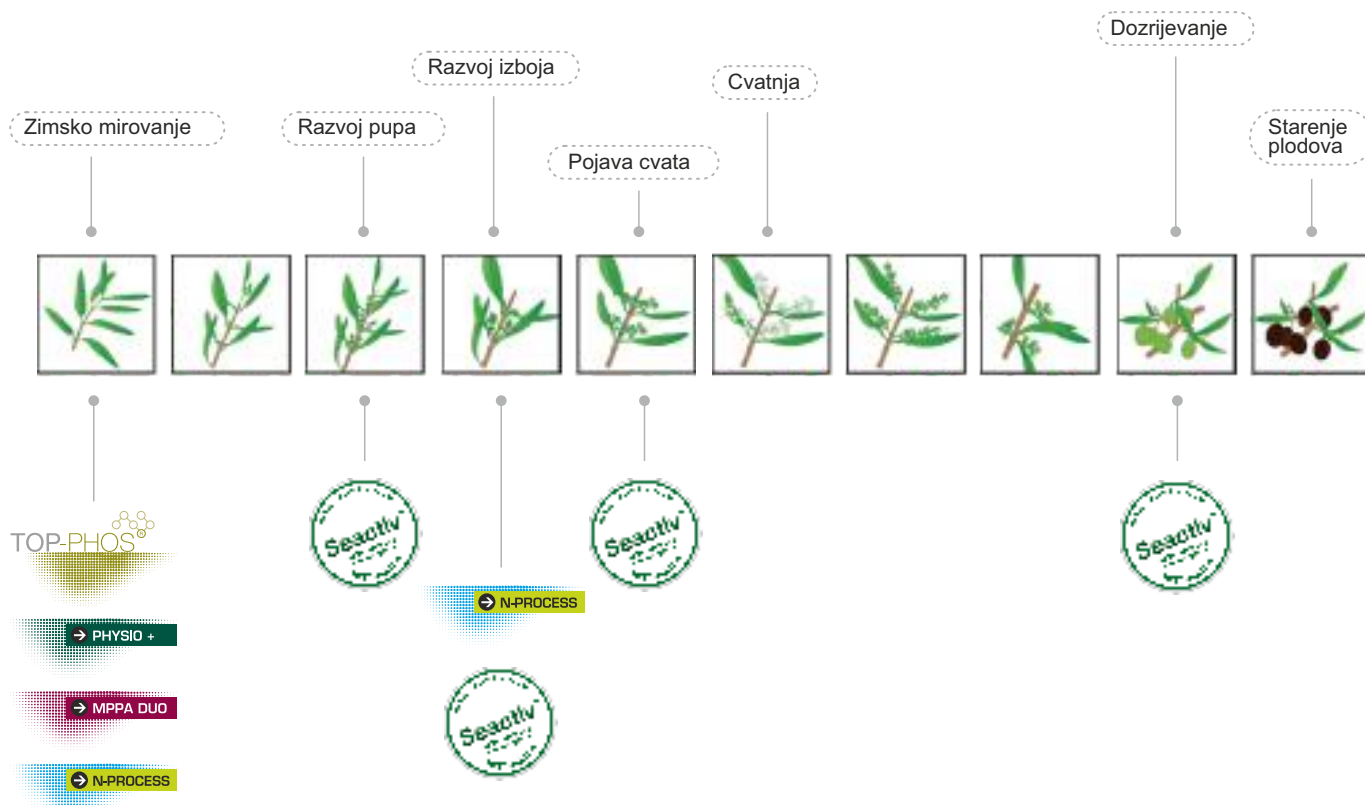 Dozrijevanje
Razvoj izboja
Cvatnja
Zimsko mirovanje
Razvoj pupa
Starenje
plodova
Pojava cvata
TOP-PHOS®
Seactiv
Seactiv
Seactiv
N-PROCESS
PHYSIO +
Seactiv
MPPA DUO
N-PROCESS